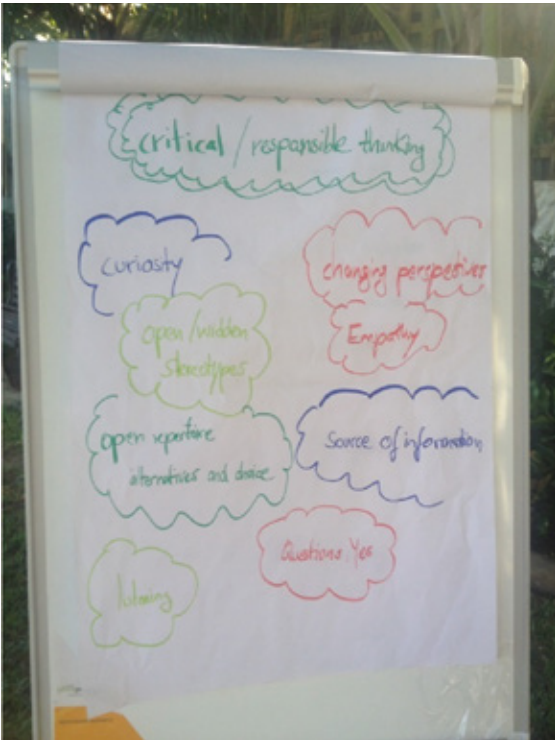 critical / responsible thinking
curiosity
changing perspectives
open / hidden
stereotypes
Empathy
open repertoire
alternatives and choice
Source of information
Questions: Yes
listening